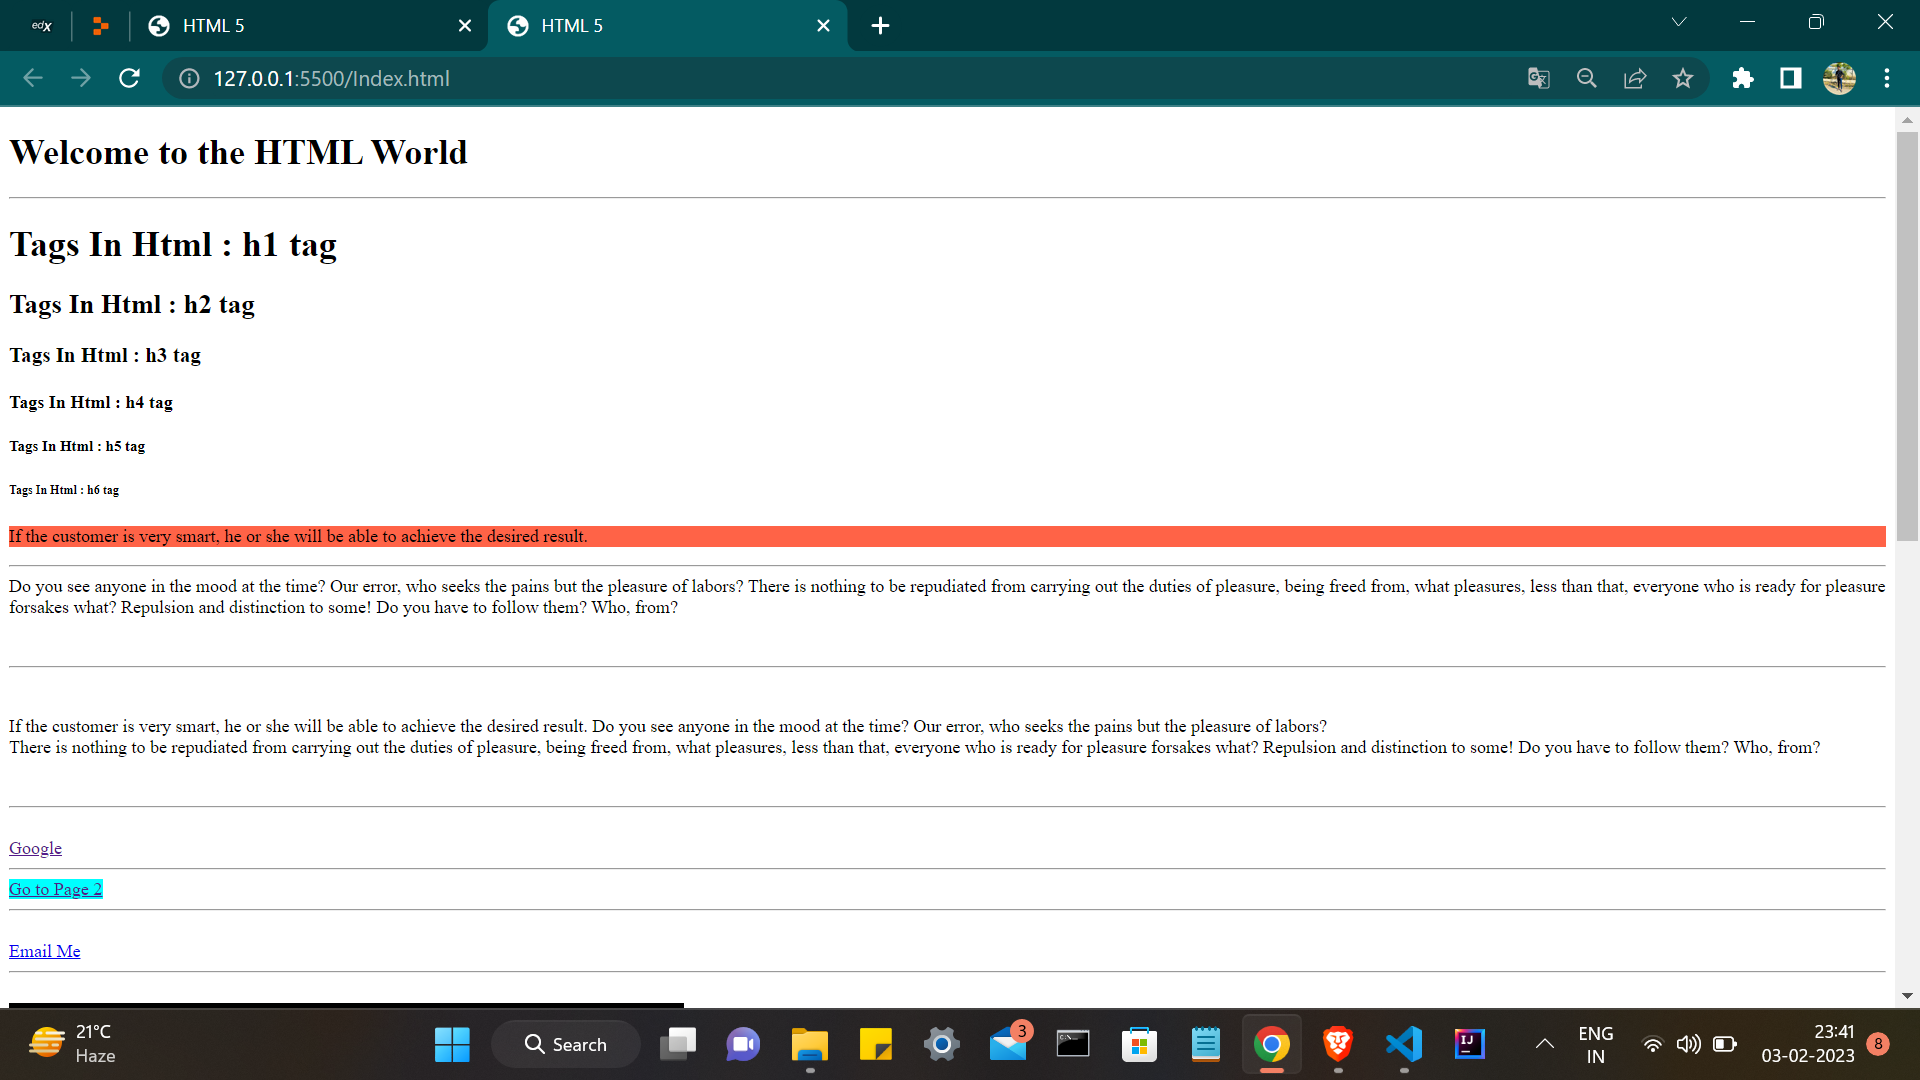 edX
HTML 5
HTML 5
127.0.0.1:5500/Index.html
Welcome to the HTML World
Tags In Html : h1 tag
Tags In Html : h2 tag
Tags In Html : h3 tag
Tags In Html : h4 tag
Tags In Html : h5 tag
Tags In Html : h6 tag
If the customer is very smart, he or she will be able to achieve the desired result.
Do you see anyone in the mood at the time? Our error, who seeks the pains but the pleasure of labors? There is nothing to be repudiated from carrying out the duties of pleasure, being freed from, what pleasures, less than that, everyone who is ready for pleasure
forsakes what? Repulsion and distinction to some! Do you have to follow them? Who, from?
If the customer is very smart, he or she will be able to achieve the desired result. Do you see anyone in the mood at the time? Our error, who seeks the pains but the pleasure of labors?
There is nothing to be repudiated from carrying out the duties of pleasure, being freed from, what pleasures, less than that, everyone who is ready for pleasure forsakes what? Repulsion and distinction to some! Do you have to follow them? Who, from?
Google
Go to Page 2
Email Me
21°C
Haze
Search
3
IJ
ENG
IN
23:41
03-02-2023
8